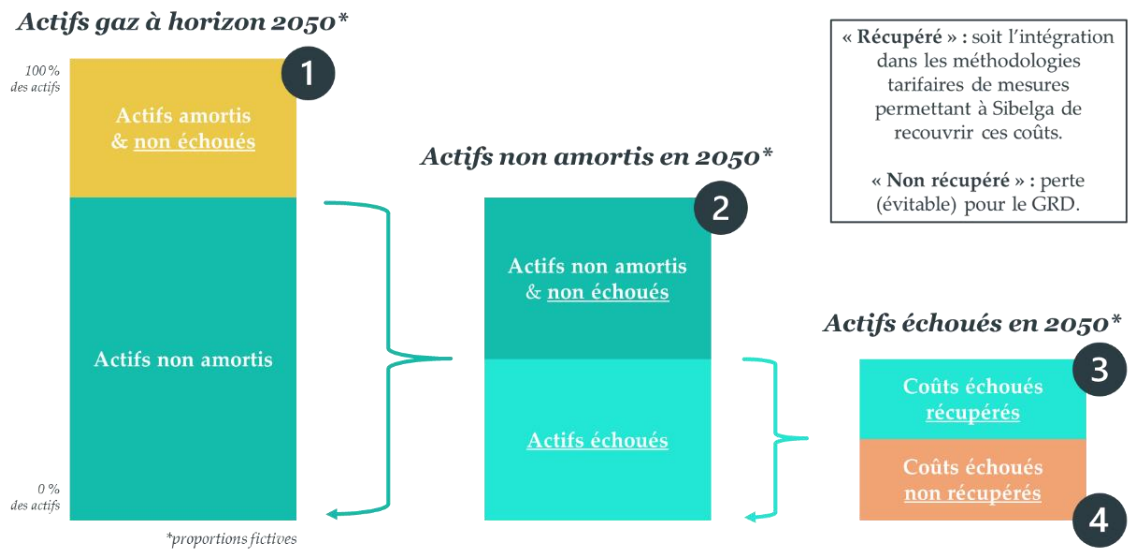 Actifs gaz à horizon 2050*
100 %
des actifs
1
Actifs amortis
& non échoués
Actifs non amortis
0 %
des actifs
*proportions fictives
Actifs non amortis en 2050*
2
Actifs non amortis
& non échoués
Actifs échoués
« Récupéré » : soit l’intégration
dans les méthodologies
tarifaires de mesures
permettant à Sibelga de
recouvrir ces coûts.
« Non récupéré » : perte
(évitable) pour le GRD.
Actifs échoués en 2050*
3
Coûts échoués
récupérés
Coûts échoués
non récupérés
4